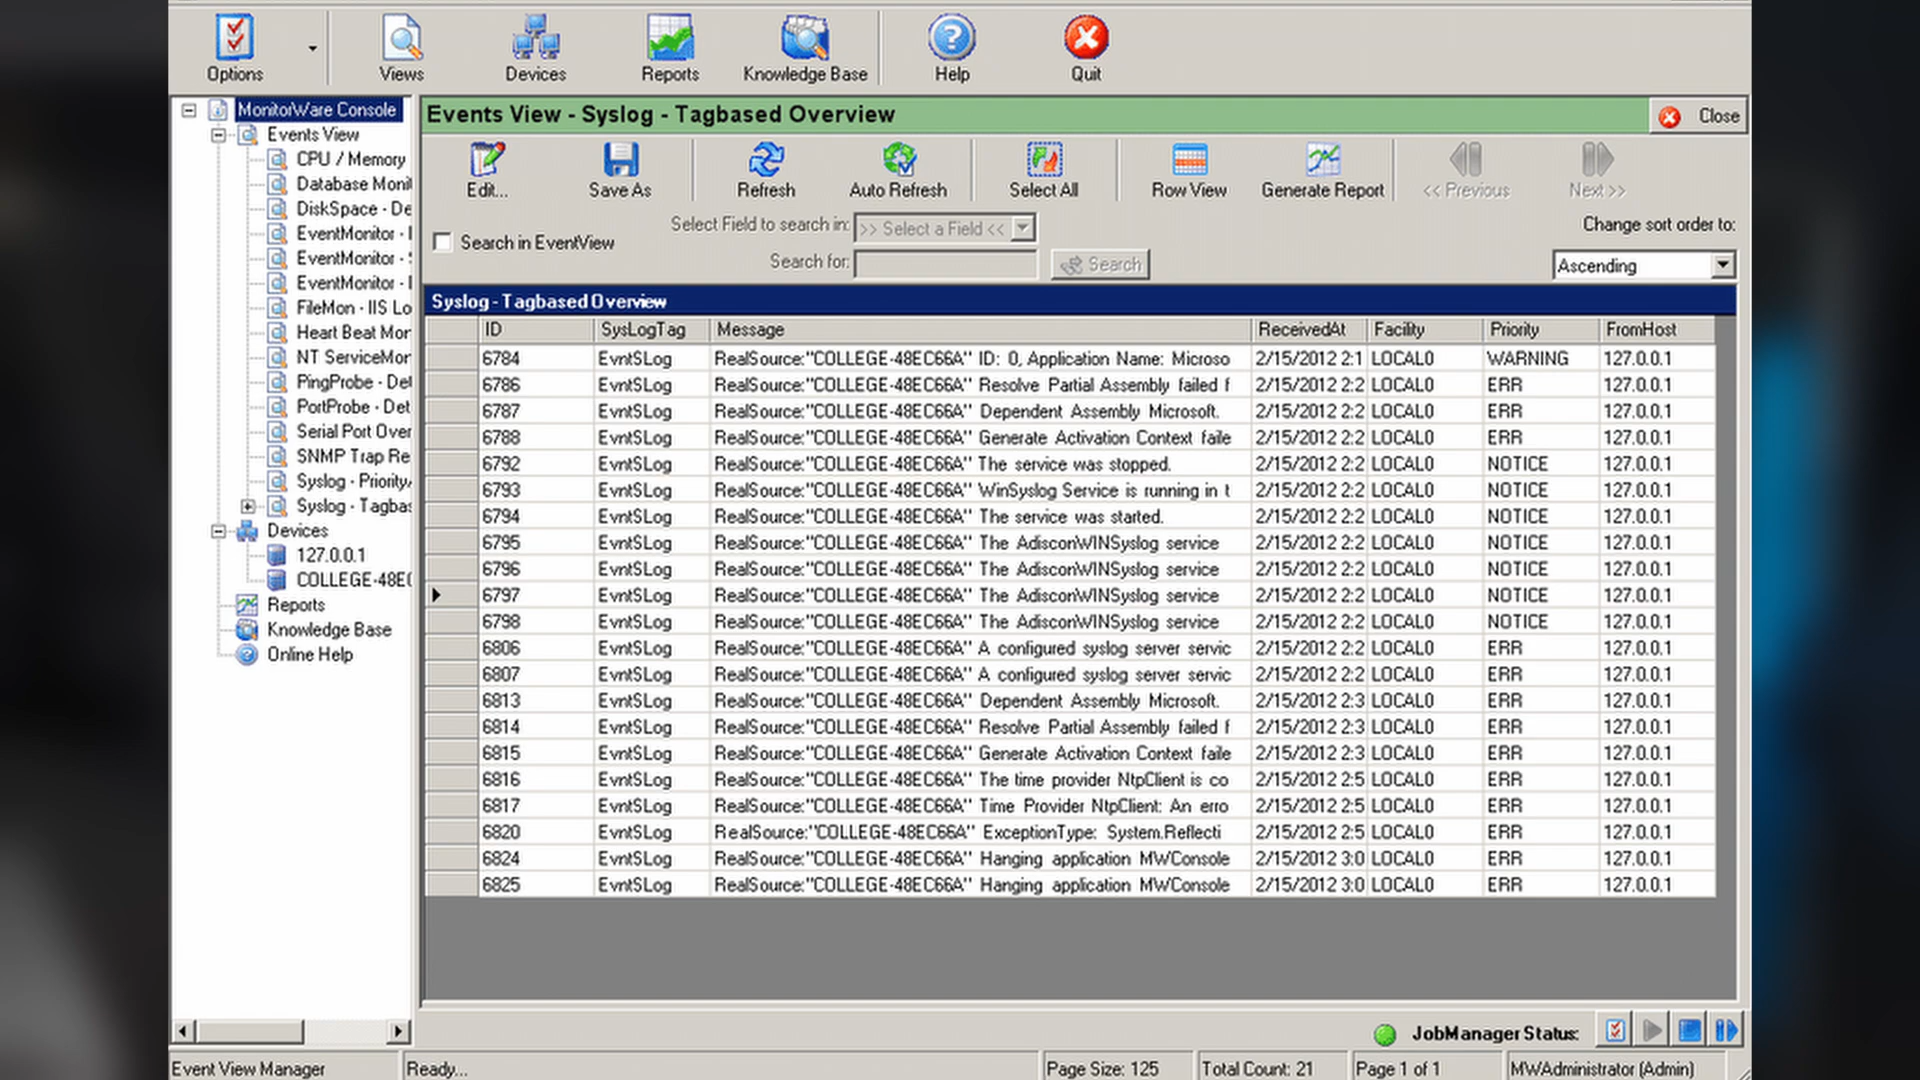 Options
Views
Devices
Reports
Knowledge Base
Help
Quit
MonitorWare Console
Events View
CPU / Memory
Database Monit
DiskSpace - De
EventMonitor -
EventMonitor -
EventMonitor -
FileMon - IIS Lo
Heart Beat Mor
NT ServiceMor
PingProbe - Det
PortProbe - Det
Serial Port Over
SNMP Trap Re
Syslog - Priority
Syslog - Tagbas
Devices
127.0.0.1
COLLEGE-48E
Reports
Knowledge Base
Online Help
Events View - Syslog - Tagbased Overview
Close
Edit...
Save As
Refresh
Auto Refresh
Select All
Row View
Generate Report
<< Previous
Next >>
Search in EventView
Select Field to search in:
>> Select a Field <<
Search for:
Search
Change sort order to:
Ascending
Syslog - Tagbased Overview
ID SysLogTag Message ReceivedAt Facility Priority FromHost
6784 EvntSLog RealSource:"COLLEGE-48EC66A" ID: 0, Application Name: Microso 2/15/2012 2:1 LOCAL0 WARNING 127.0.0.1
6786 EvntSLog RealSource:"COLLEGE-48EC66A" Resolve Partial Assembly failed f 2/15/2012 2:2 LOCAL0 ERR 127.0.0.1
6787 EvntSLog RealSource:"COLLEGE-48EC66A" Dependent Assembly Microsoft. 2/15/2012 2:2 LOCAL0 ERR 127.0.0.1
6788 EvntSLog RealSource:"COLLEGE-48EC66A" Generate Activation Context faile 2/15/2012 2:2 LOCAL0 ERR 127.0.0.1
6792 EvntSLog RealSource:"COLLEGE-48EC66A" The service was stopped. 2/15/2012 2:2 LOCAL0 NOTICE 127.0.0.1
6793 EvntSLog RealSource:"COLLEGE-48EC66A" WinSyslog Service is running in t 2/15/2012 2:2 LOCAL0 NOTICE 127.0.0.1
6794 EvntSLog RealSource:"COLLEGE-48EC66A" The service was started. 2/15/2012 2:2 LOCAL0 NOTICE 127.0.0.1
6795 EvntSLog RealSource:"COLLEGE-48EC66A" The AdisconWINSyslog service 2/15/2012 2:2 LOCAL0 NOTICE 127.0.0.1
6796 EvntSLog RealSource:"COLLEGE-48EC66A" The AdisconWINSyslog service 2/15/2012 2:2 LOCAL0 NOTICE 127.0.0.1
6797 EvntSLog RealSource:"COLLEGE-48EC66A" The AdisconWINSyslog service 2/15/2012 2:2 LOCAL0 NOTICE 127.0.0.1
6798 EvntSLog RealSource:"COLLEGE-48EC66A" The AdisconWINSyslog service 2/15/2012 2:2 LOCAL0 NOTICE 127.0.0.1
6806 EvntSLog RealSource:"COLLEGE-48EC66A" A configured syslog server servic 2/15/2012 2:2 LOCAL0 ERR 127.0.0.1
6807 EvntSLog RealSource:"COLLEGE-48EC66A" A configured syslog server servic 2/15/2012 2:2 LOCAL0 ERR 127.0.0.1
6813 EvntSLog RealSource:"COLLEGE-48EC66A" Dependent Assembly Microsoft. 2/15/2012 2:3 LOCAL0 ERR 127.0.0.1
6814 EvntSLog RealSource:"COLLEGE-48EC66A" Resolve Partial Assembly failed f 2/15/2012 2:3 LOCAL0 ERR 127.0.0.1
6815 EvntSLog RealSource:"COLLEGE-48EC66A" Generate Activation Context faile 2/15/2012 2:3 LOCAL0 ERR 127.0.0.1
6816 EvntSLog RealSource:"COLLEGE-48EC66A" The time provider NtpClient is co 2/15/2012 2:5 LOCAL0 ERR 127.0.0.1
6817 EvntSLog RealSource:"COLLEGE-48EC66A" Time Provider NtpClient: An erro 2/15/2012 2:5 LOCAL0 ERR 127.0.0.1
6820 EvntSLog RealSource:"COLLEGE-48EC66A" ExceptionType: System.Reflecti 2/15/2012 2:5 LOCAL0 ERR 127.0.0.1
6824 EvntSLog RealSource:"COLLEGE-48EC66A" Hanging application MWConsole 2/15/2012 3:0 LOCAL0 ERR 127.0.0.1
6825 EvntSLog RealSource:"COLLEGE-48EC66A" Hanging application MWConsole 2/15/2012 3:0 LOCAL0 ERR 127.0.0.1
JobManager Status:
Event View Manager
Ready...
Page Size: 125
Total Count: 21
Page 1 of 1
MWAdministrator (Admin)